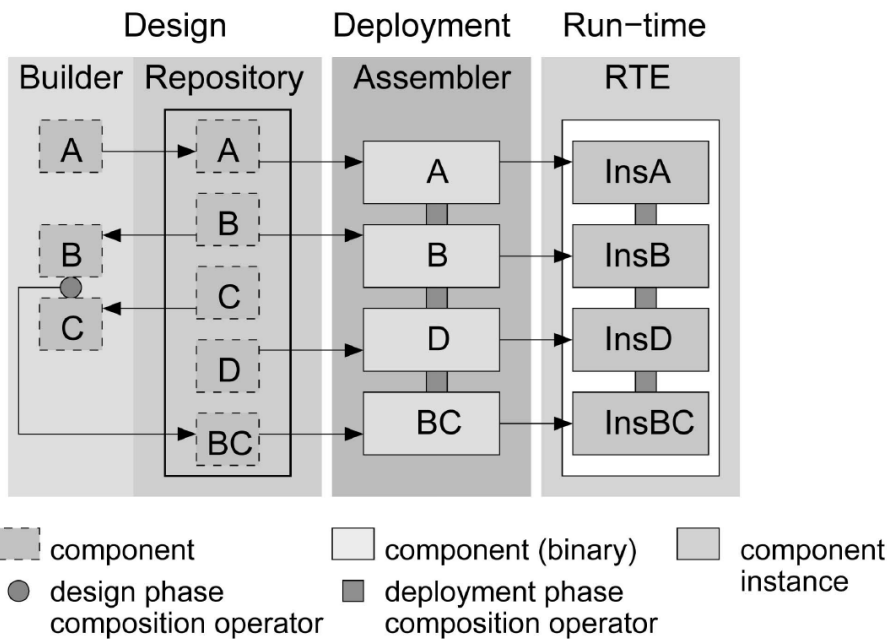 Design Deployment Run-time
Builder Repository Assembler RTE
A A A InsA
B B B InsB
C C D InsD
D BC InsBC
BC
component component (binary) component instance
design phase composition operator deployment phase composition operator